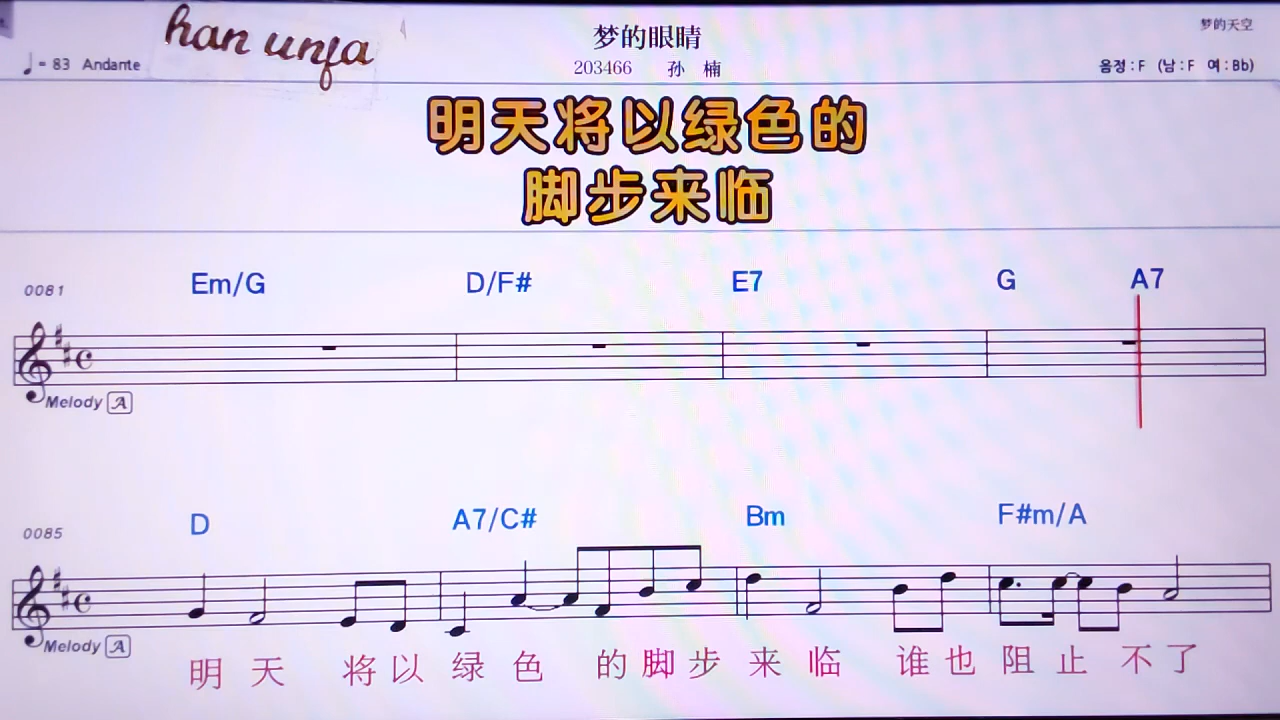 han unfa
梦的眼睛
梦的天空
♩= 83 Andante
203466 孙 楠
음정 : F (남 : F 여 : Bb)
明天将以绿色的
脚步来临
0081 Em/G D/F# E7 G A7
Melody A
0085 D A7/C# Bm F#m/A
Melody A
明 天 将 以 绿 色 的 脚 步 来 临 谁 也 阻 止 不 了